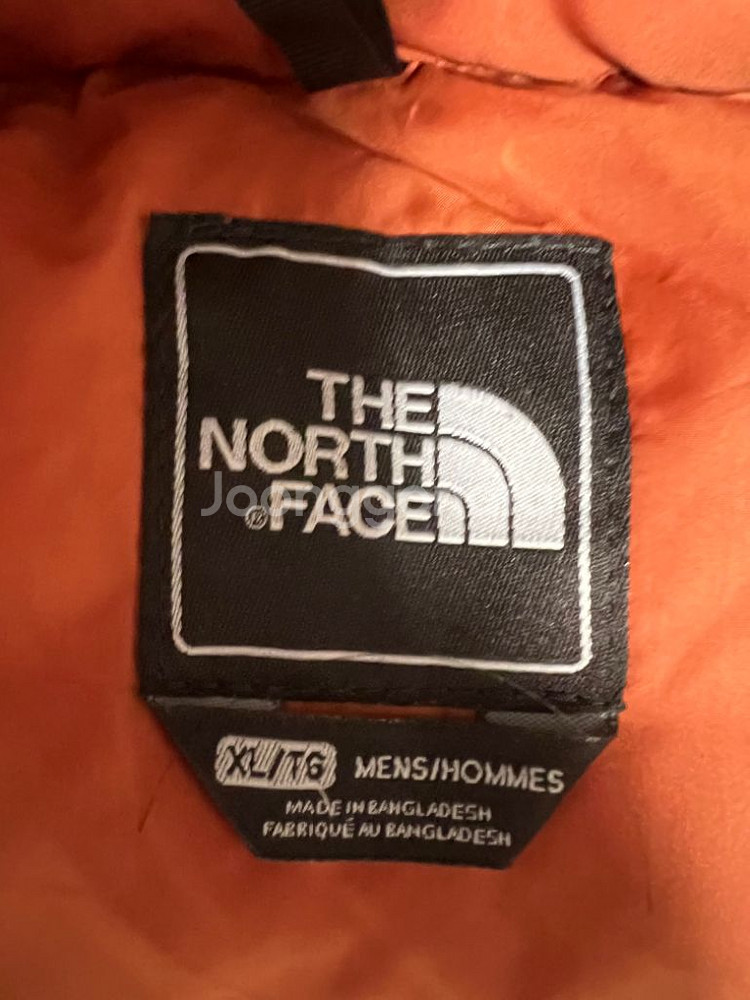 THE
NORTH
®FACE
XL/TG MENS/HOMMES
MADE IN BANGLADESH
FABRIQUÉ AU BANGLADESH